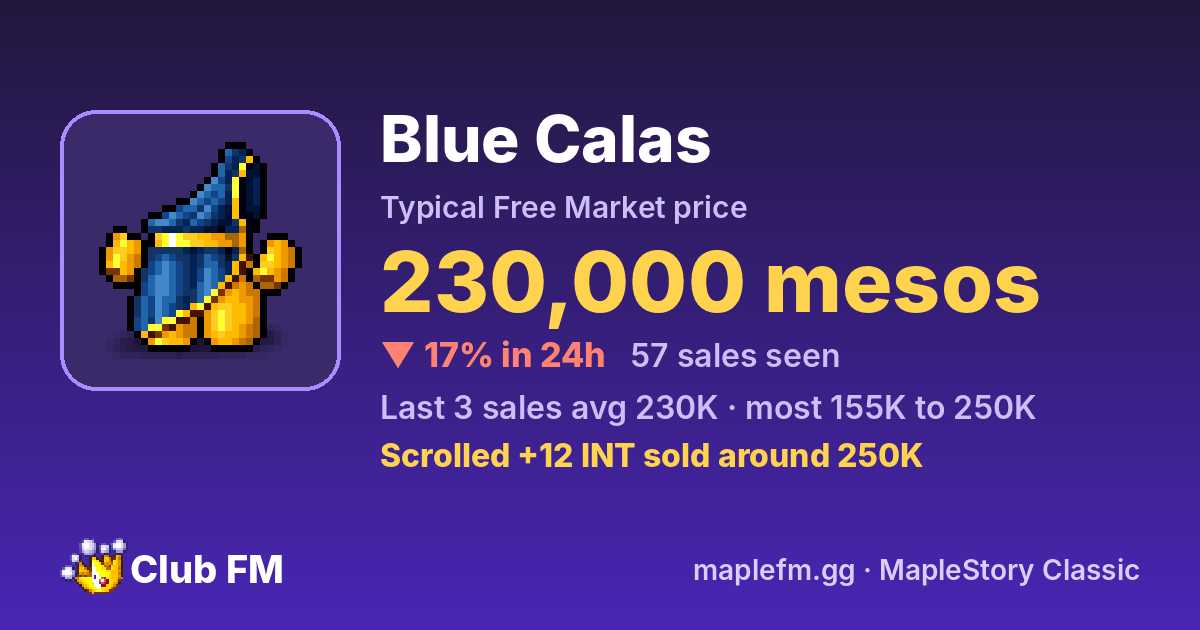 Blue Calas
Typical Free Market price
230,000 mesos
▼ 17% in 24h 57 sales seen
Last 3 sales avg 230K · most 155K to 250K
Scrolled +12 INT sold around 250K
Club FM
maplefm.gg · MapleStory Classic